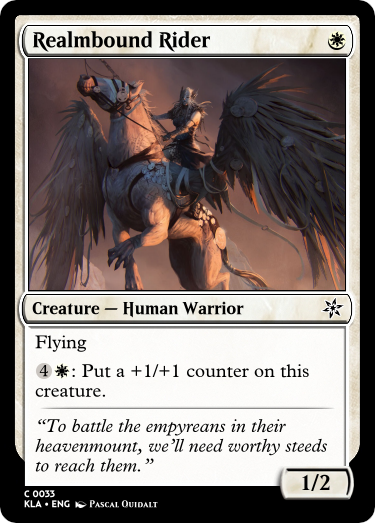 Realmbound Rider
Creature — Human Warrior
Flying
4: Put a +1/+1 counter on this
creature.
“To battle the empyreans in their
heavenmount, we’ll need worthy steeds
to reach them.”
1/2
C 0033
KLA • ENG Pascal Quidalt